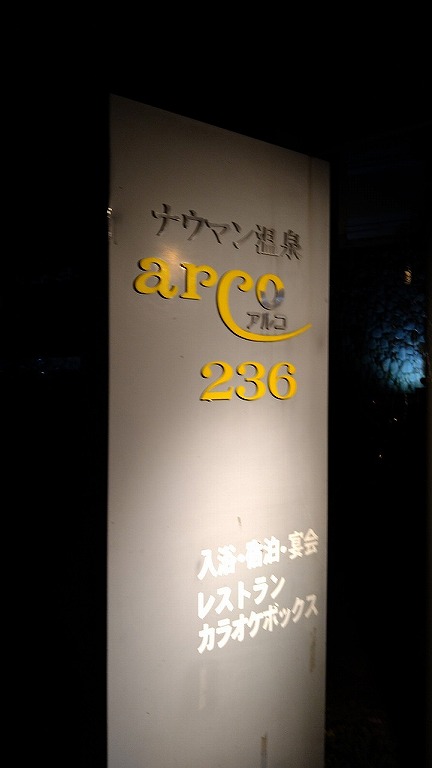 ナウマン温泉
arco
アルコ
236
入浴・宿泊・宴会
レストラン
カラオケボックス